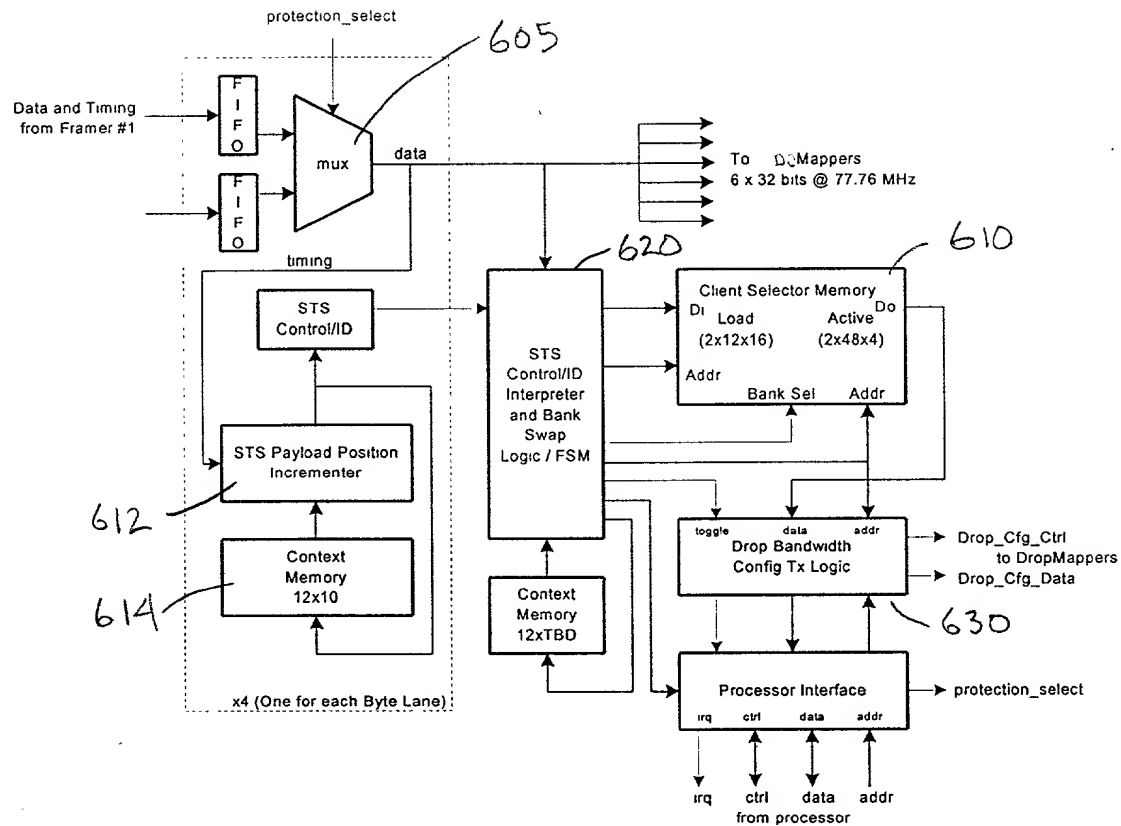 protection_select
605
Data and Timing
from Framer #1
FIFO
mux
data
To
Mappers
6 x 32 bits @ 77.76 MHz
FIFO
timing
620
610
STS
Control/ID
Client Selector Memory
DI
Do
Load
Active
(2x12x16)
(2x48x4)
Addr
Bank Sel
Addr
STS
Control/ID
Interpreter
and Bank
Swap
Logic / FSM
STS Payload Position
Incrementer
612
toggle
data
addr
Drop Bandwidth
Config Tx Logic
Drop_Cfg_Ctrl
to DropMappers
Drop_Cfg_Data
Context
Memory
12x10
614
Context
Memory
12xTBD
630
Processor Interface
protection_select
irq
ctrl
data
addr
x4 (One for each Byte Lane)
irq
ctrl
data
addr
from processor